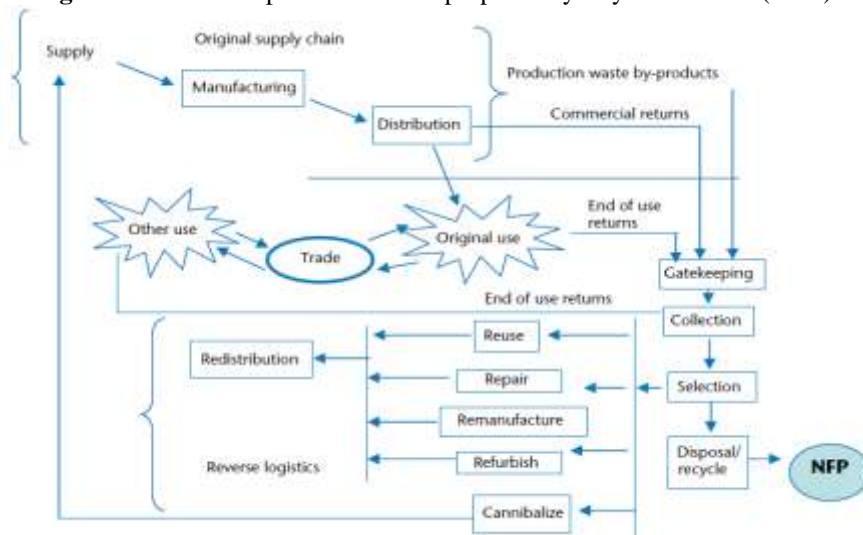 Supply
Original supply chain
Manufacturing
Distribution
Production waste by-products
Commercial returns
Other use
Trade
Original use
End of use
returns
Gatekeeping
End of use returns
Collection
Reuse
Redistribution
Repair
Selection
Remanufacture
Reverse logistics
Refurbish
Disposal/
recycle
NFP
Cannibalize